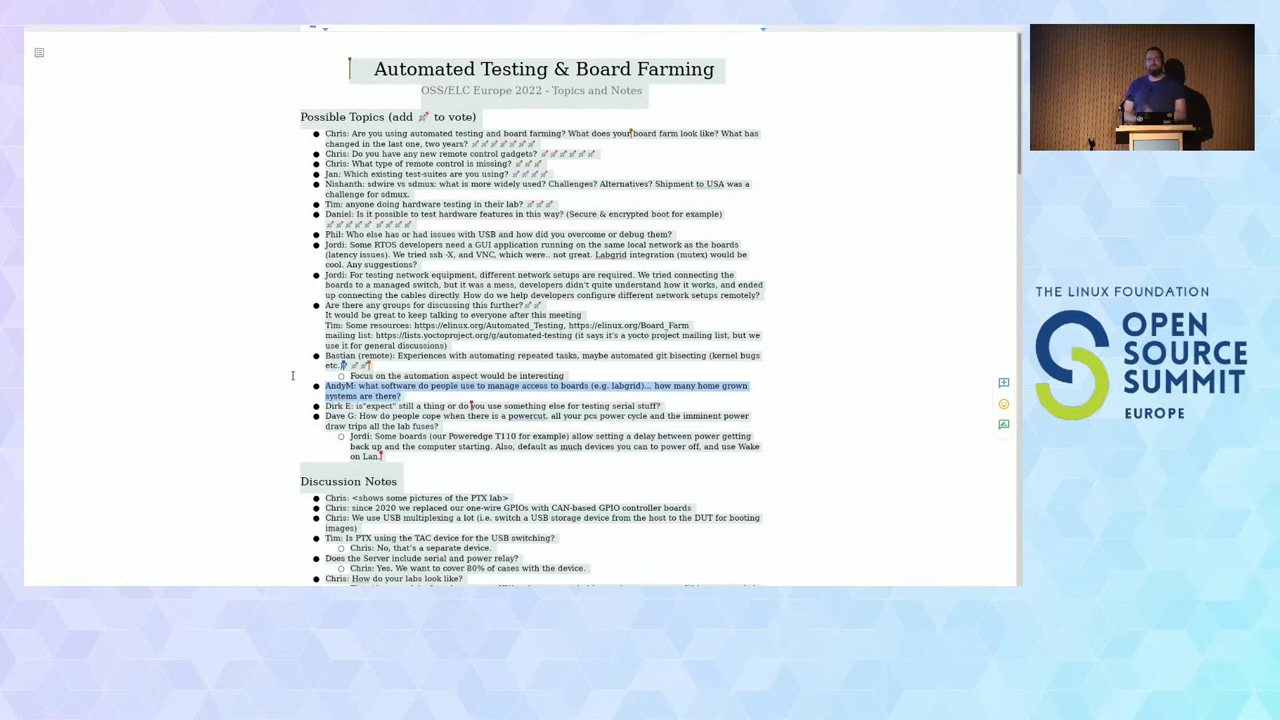 Automated Testing & Board Farming
OSS/ELC Europe 2022 - Topics and Notes
Possible Topics (add 🚀 to vote)
● Chris: Are you using automated testing and board farming? What does your board farm look like? What has
changed in the last one, two years? 🚀🚀🚀🚀🚀🚀🚀
● Chris: Do you have any new remote control gadgets? 🚀🚀🚀🚀🚀🚀
● Chris: What type of remote control is missing? 🚀🚀🚀
● Jan: Which existing test-suites are you using? 🚀🚀🚀🚀
● Nishanth: sdwire vs sdmux: what is more widely used? Challenges? Alternatives? Shipment to USA was a
challenge for sdmux.
● Tim: anyone doing hardware testing in their lab? 🚀🚀🚀
● Daniel: Is it possible to test hardware features in this way? (Secure & encrypted boot for example)
🚀🚀🚀🚀🚀 🚀🚀🚀🚀
● Phil: Who else has or had issues with USB and how did you overcome or debug them?
● Jordi: Some RTOS developers need a GUI application running on the same local network as the boards
(latency issues). We tried ssh -X, and VNC, which were.. not great. Labgrid integration (mutex) would be
cool. Any suggestions?
● Jordi: For testing network equipment, different network setups are required. We tried connecting the
boards to a managed switch, but it was a mess, developers didn't quite understand how it works, and ended
up connecting the cables directly. How do we help developers configure different network setups remotely?
● Are there any groups for discussing this further?🚀🚀
It would be great to keep talking to everyone after this meeting
Tim: Some resources: https://elinux.org/Automated_Testing, https://elinux.org/Board_Farm
mailing list: https://lists.yoctoproject.org/g/automated-testing (it says it's a yocto project mailing list, but we
use it for general discussions)
● Bastian (remote): Experiences with automating repeated tasks, maybe automated git bisecting (kernel bugs
etc.)🚀🚀🚀
○ Focus on the automation aspect would be interesting
● AndyM: what software do people use to manage access to boards (e.g. labgrid)... how many home grown
systems are there?
● Dirk E: is"expect" still a thing or do you use something else for testing serial stuff?
● Dave G: How do people cope when there is a powercut, all your pcs power cycle and the imminent power
draw trips all the lab fuses?
○ Jordi: Some boards (our Poweredge T110 for example) allow setting a delay between power getting
back up and the computer starting. Also, default as much devices you can to power off, and use Wake
on Lan.
Discussion Notes
● Chris: <shows some pictures of the PTX lab>
● Chris: since 2020 we replaced our one-wire GPIOs with CAN-based GPIO controller boards
● Chris: We use USB multiplexing a lot (i.e. switch a USB storage device from the host to the DUT for booting
images)
● Tim: Is PTX using the TAC device for the USB switching?
○ Chris: No, that's a separate device.
● Does the Server include serial and power relay?
○ Chris: Yes. We want to cover 80% of cases with the device.
● Chris: How do your labs look like?
THE LINUX FOUNDATION
OPEN
SOURCE
SUMMIT
EUROPE